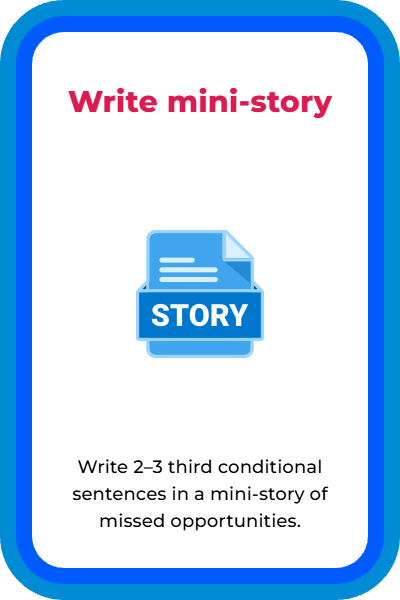 Write mini-story
STORY
Write 2–3 third conditional
sentences in a mini-story of
missed opportunities.